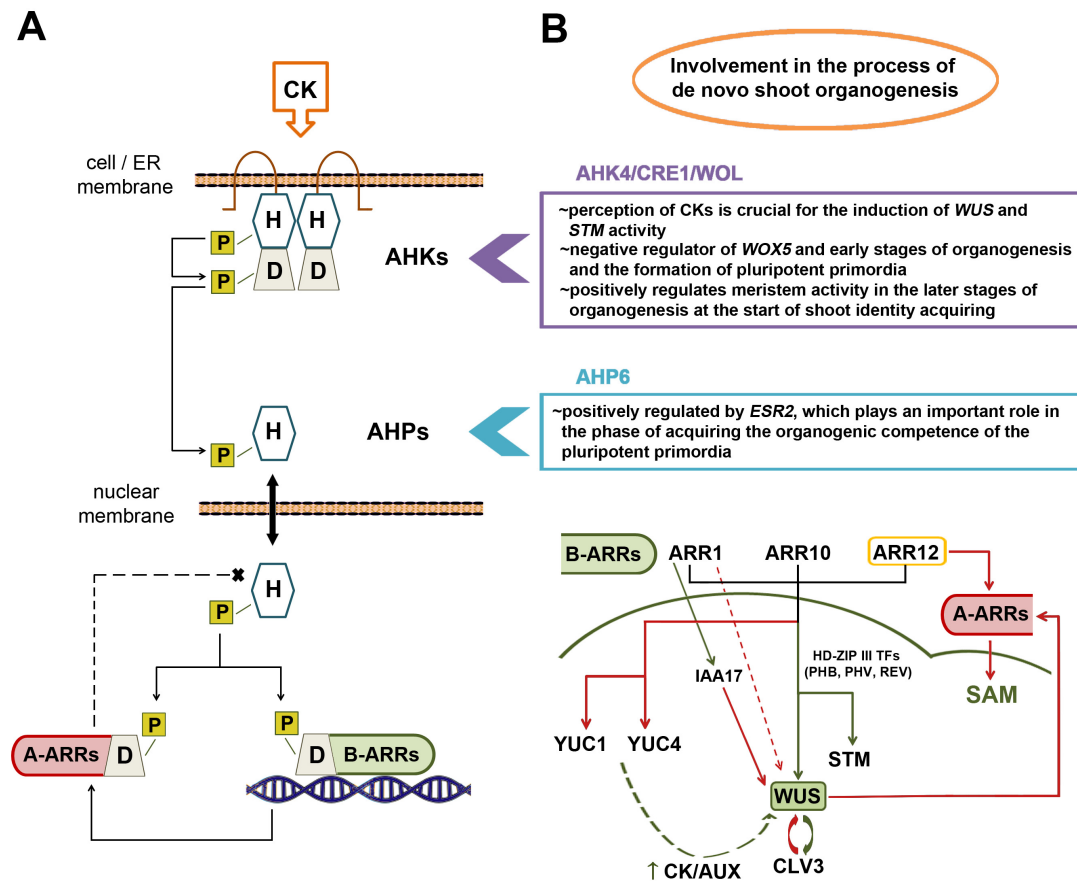 A
CK
cell / ER
membrane
H
H
P
D
D
P
AHKs
H
AHPs
P
nuclear
membrane
H
P
P
P
A-ARRs
D
D
B-ARRs
B
Involvement in the process of
de novo shoot organogenesis
AHK4/CRE1/WOL
~perception of CKs is crucial for the induction of WUS and
STM activity
~negative regulator of WOX5 and early stages of organogenesis
and the formation of pluripotent primordia
~positively regulates meristem activity in the later stages of
organogenesis at the start of shoot identity acquiring
AHP6
~positively regulated by ESR2, which plays an important role in
the phase of acquiring the organogenic competence of the
pluripotent primordia
B-ARRs
ARR1
ARR10
ARR12
A-ARRs
HD-ZIP III TFs
(PHB, PHV, REV)
IAA17
SAM
YUC1
YUC4
STM
WUS
CLV3
↑ CK/AUX